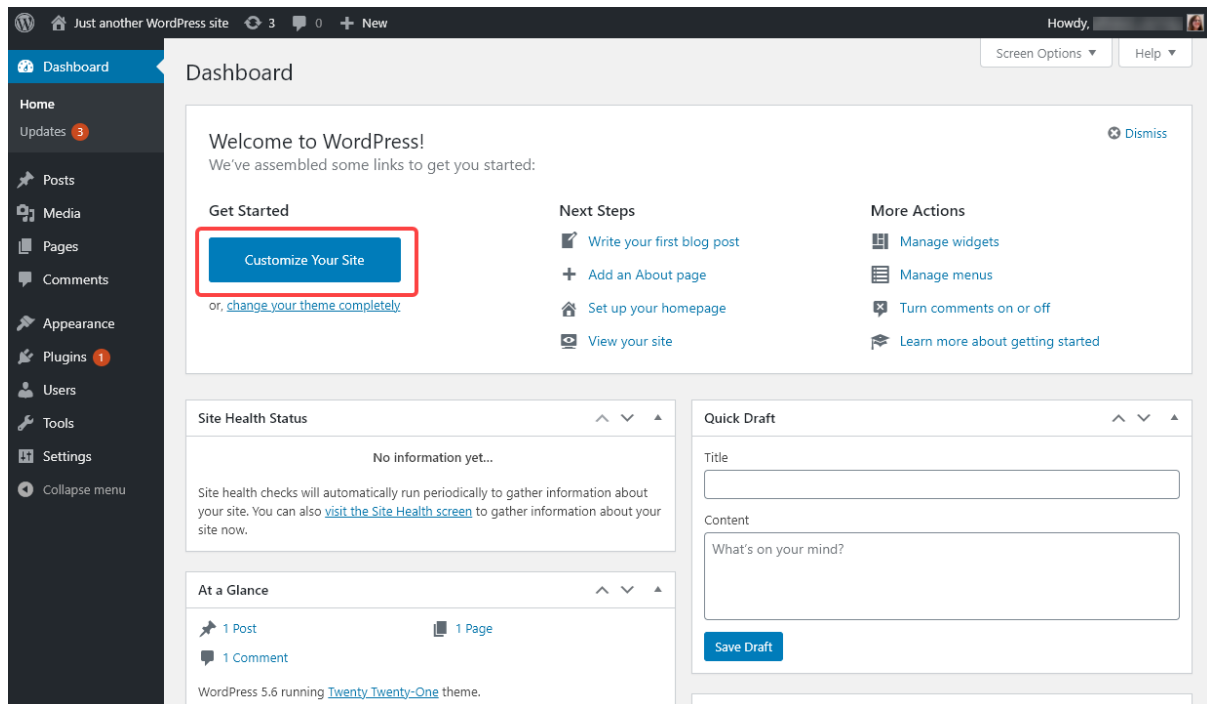 Just another WordPress site 3 0 New Howdy,
Screen Options Help
Dashboard
Home
Updates 3
Posts
Media
Pages
Comments
Appearance
Plugins 1
Users
Tools
Settings
Collapse menu
Dashboard
Welcome to WordPress!
Dismiss
We've assembled some links to get you started:
Get Started
Customize Your Site
or, change your theme completely
Next Steps
Write your first blog post
Add an About page
Set up your homepage
View your site
More Actions
Manage widgets
Manage menus
Turn comments on or off
Learn more about getting started
Site Health Status
No information yet...
Site health checks will automatically run periodically to gather information about
your site. You can also visit the Site Health screen to gather information about your
site now.
At a Glance
1 Post
1 Page
1 Comment
WordPress 5.6 running Twenty Twenty-One theme.
Quick Draft
Title
Content
What's on your mind?
Save Draft